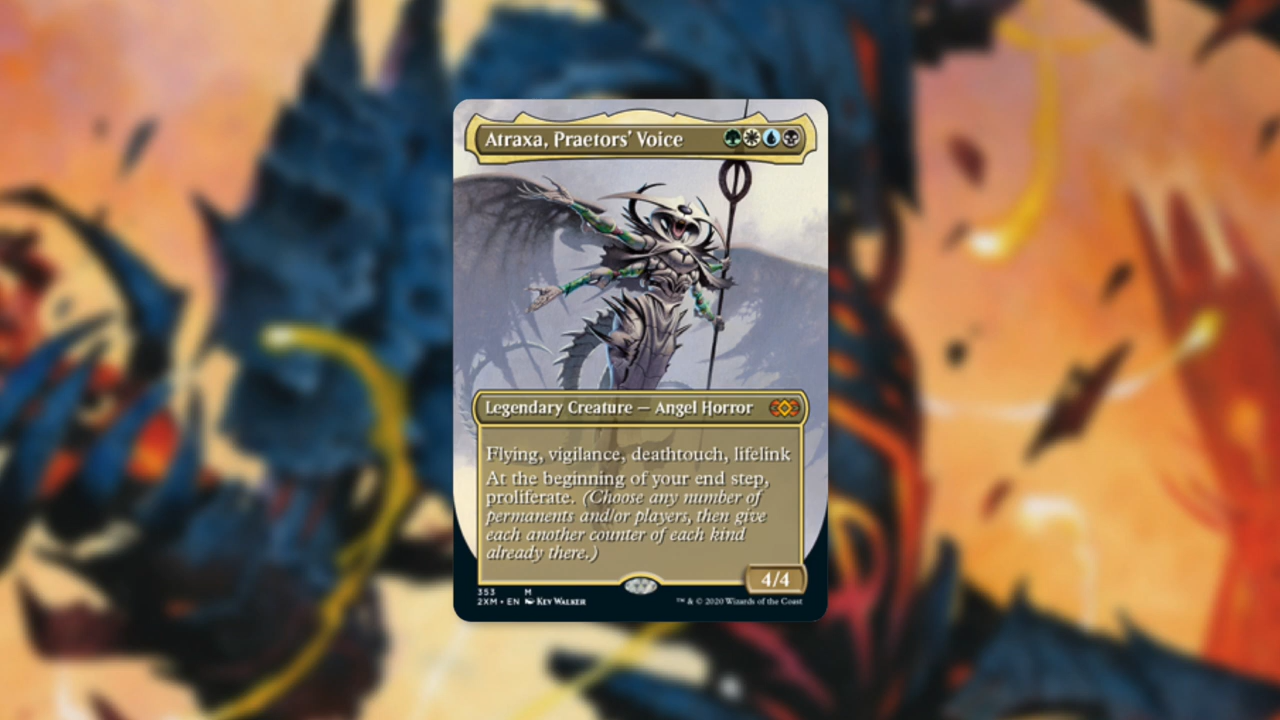 Atraxa, Praetors' Voice
Legendary Creature — Angel Horror
Flying, vigilance, deathtouch, lifelink
At the beginning of your end step,
proliferate. (Choose any number of
permanents and/or players, then give
each another counter of each kind
already there.)
4/4
353 M
2XM • EN Kev Walker
™ & © 2020 Wizards of the Coast